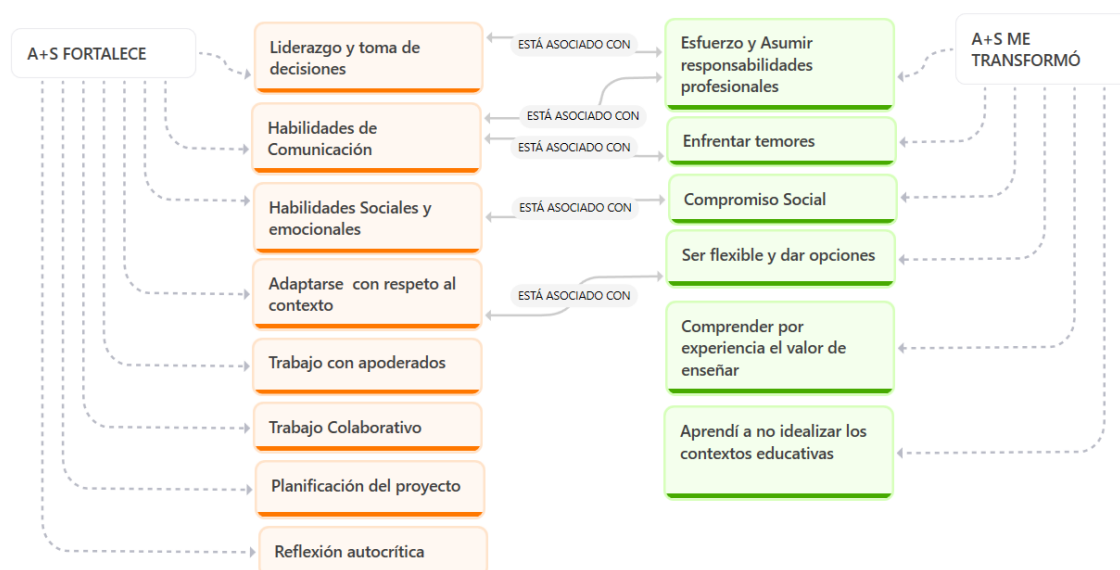 A+S FORTALECE
Liderazgo y toma de
decisiones
Habilidades de
Comunicación
Habilidades Sociales y
emocionales
Adaptarse con respeto al
contexto
Trabajo con apoderados
Trabajo Colaborativo
Planificación del proyecto
Reflexión autocrítica
ESTÁ ASOCIADO CON
ESTÁ ASOCIADO CON
ESTÁ ASOCIADO CON
ESTÁ ASOCIADO CON
ESTÁ ASOCIADO CON
Esfuerzo y Asumir
responsabilidades
profesionales
Enfrentar temores
Compromiso Social
Ser flexible y dar opciones
Comprender por
experiencia el valor de
enseñar
Aprendí a no idealizar los
contextos educativas
A+S ME
TRANSFORMÓ